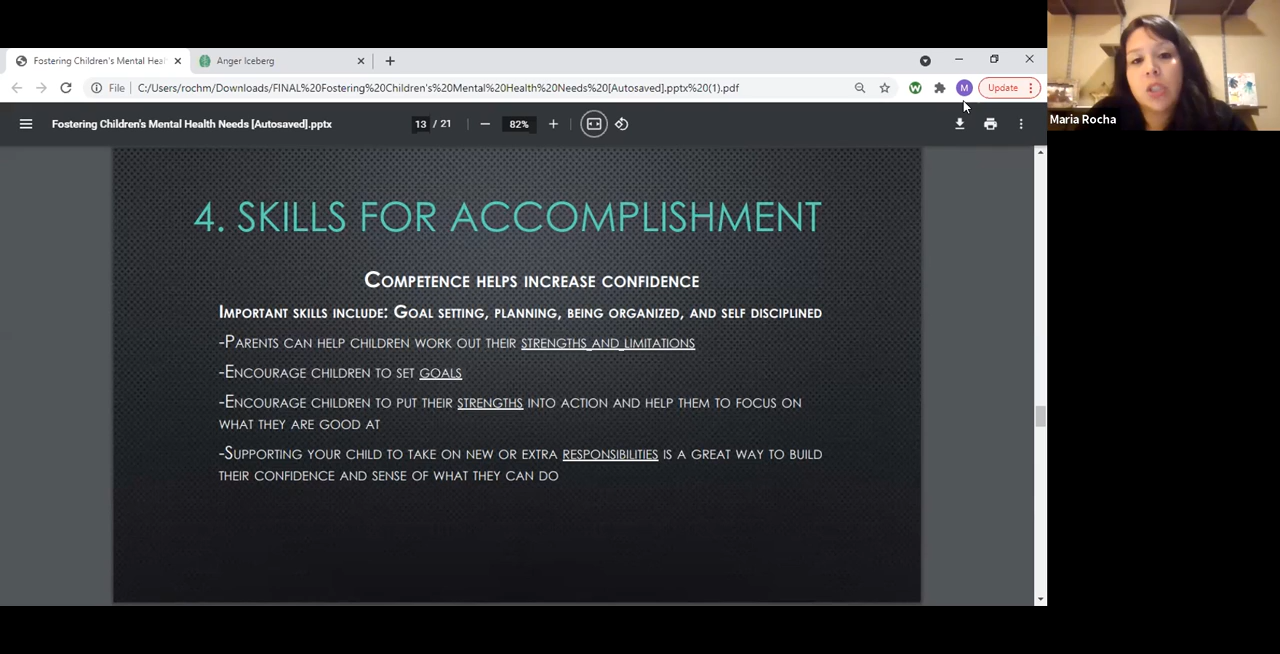 Fostering Children's Mental Hea
Anger Iceberg
File
C:/Users/rochm/Downloads/FINAL%20Fostering%20Children's%20Mental%20Health%20Needs%20[Autosaved].pptx%20(1).pdf
W
M
Update
Fostering Children's Mental Health Needs [Autosaved].pptx
13 / 21
82%
Maria Rocha
4. SKILLS FOR ACCOMPLISHMENT
COMPETENCE HELPS INCREASE CONFIDENCE
IMPORTANT SKILLS INCLUDE: GOAL SETTING, PLANNING, BEING ORGANIZED, AND SELF DISCIPLINED
-PARENTS CAN HELP CHILDREN WORK OUT THEIR STRENGTHS AND LIMITATIONS
-ENCOURAGE CHILDREN TO SET GOALS
-ENCOURAGE CHILDREN TO PUT THEIR STRENGTHS INTO ACTION AND HELP THEM TO FOCUS ON
WHAT THEY ARE GOOD AT
-SUPPORTING YOUR CHILD TO TAKE ON NEW OR EXTRA RESPONSIBILITIES IS A GREAT WAY TO BUILD
THEIR CONFIDENCE AND SENSE OF WHAT THEY CAN DO